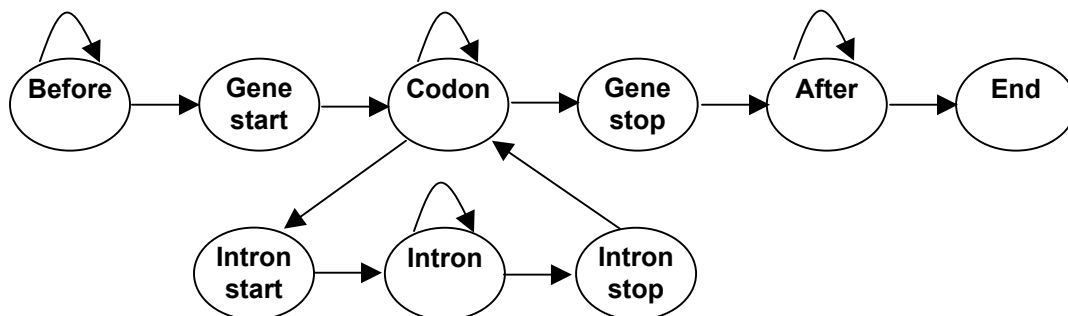 Before
Gene
start
Codon
Gene
stop
After
End
Intron
start
Intron
Intron
stop